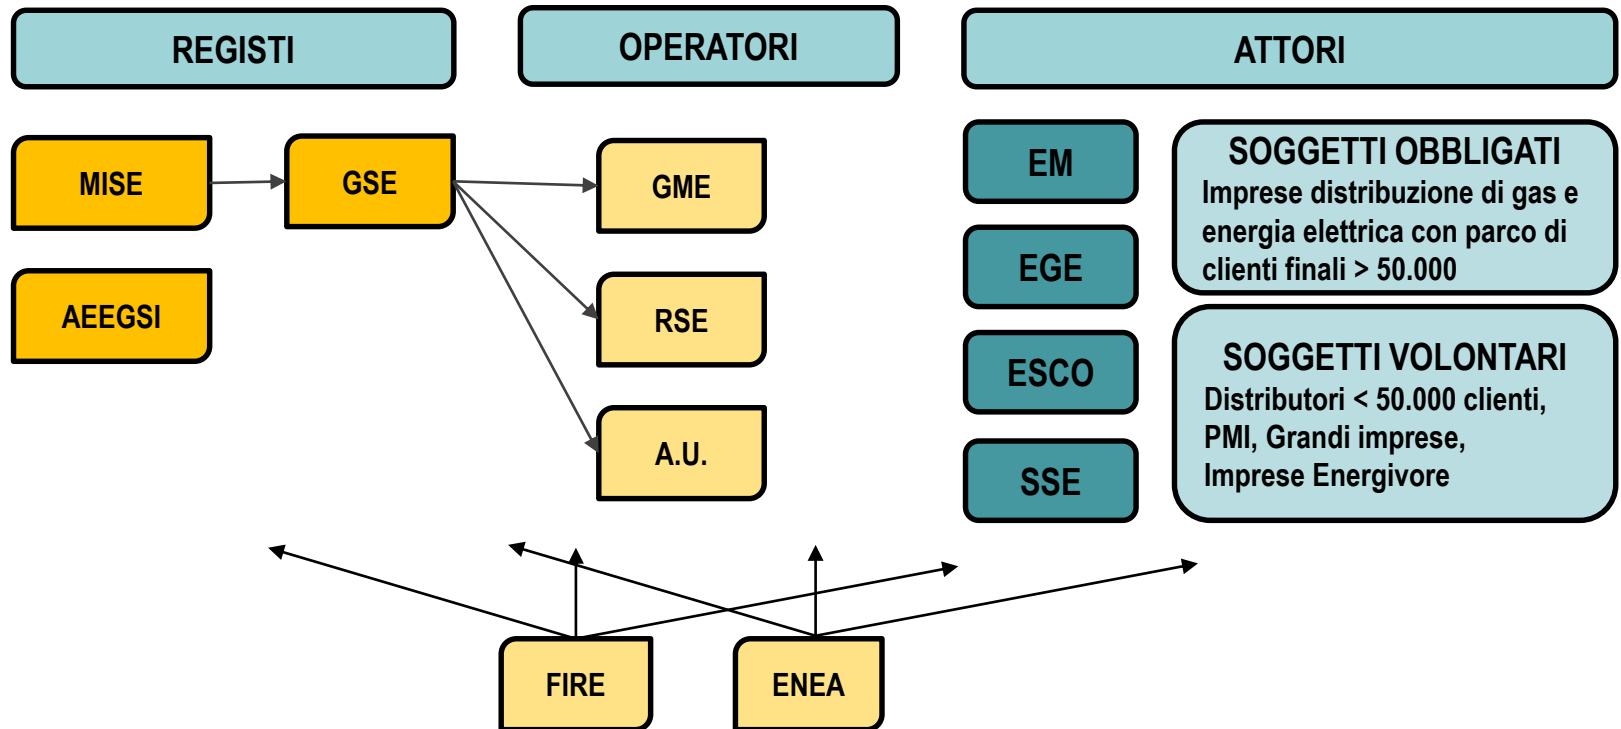 REGISTI
OPERATORI
ATTORI
MISE
GSE
GME
AEEGSI
RSE
A.U.
EM
EGE
ESCO
SSE
SOGGETTI OBBLIGATI
Imprese distribuzione di gas e
energia elettrica con parco di
clienti finali > 50.000
SOGGETTI VOLONTARI
Distributori < 50.000 clienti,
PMI, Grandi imprese,
Imprese Energivore
FIRE
ENEA